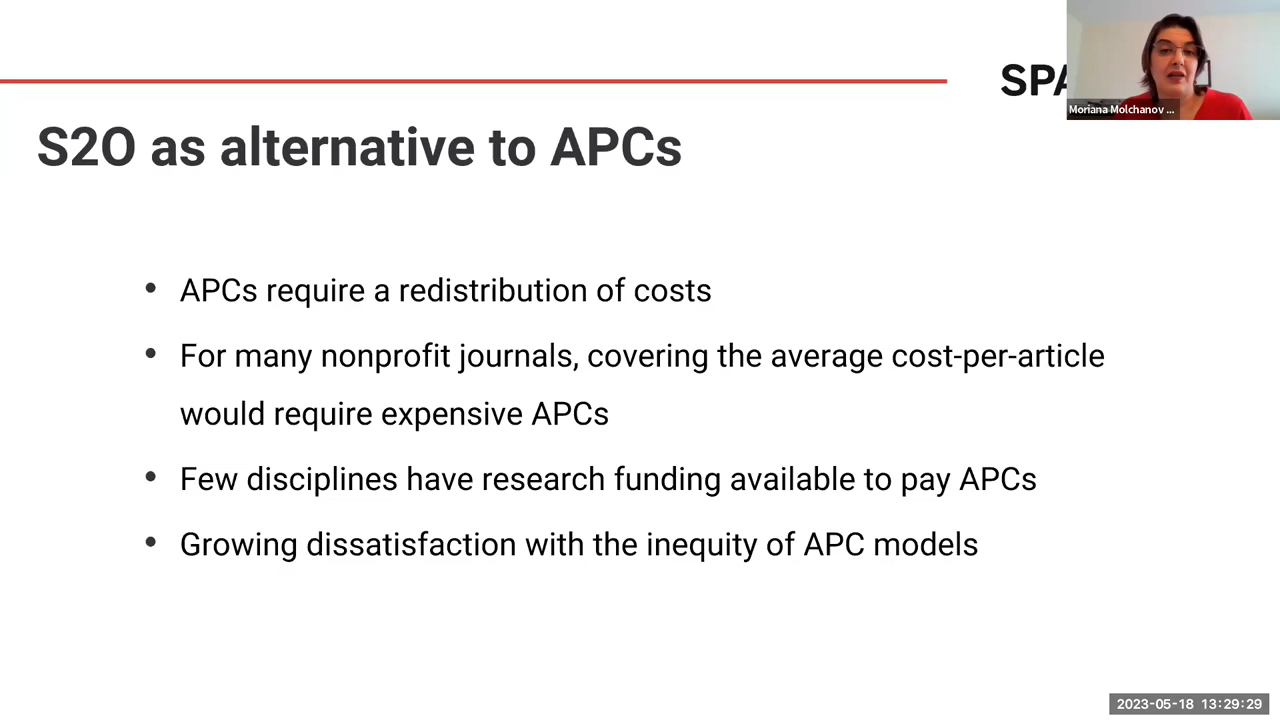 SPA
Moriana Molchanov ...
S2O as alternative to APCs
• APCs require a redistribution of costs
• For many nonprofit journals, covering the average cost-per-article
would require expensive APCs
• Few disciplines have research funding available to pay APCs
• Growing dissatisfaction with the inequity of APC models
2023-05-18 13:29:29